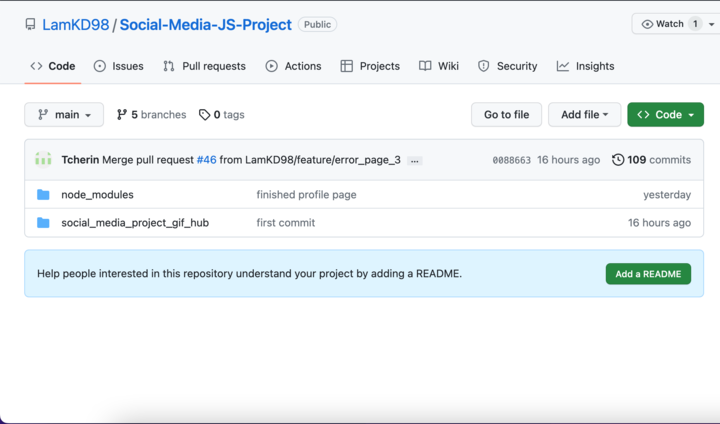 LamKD98 / Social-Media-JS-Project Public
Watch 1
Code Issues Pull requests Actions Projects Wiki Security Insights
main 5 branches 0 tags Go to file Add file Code
Tcherin Merge pull request #46 from LamKD98/feature/error_page_3 ... 0088663 16 hours ago 109 commits
node_modules finished profile page yesterday
social_media_project_gif_hub first commit 16 hours ago
Help people interested in this repository understand your project by adding a README. Add a README